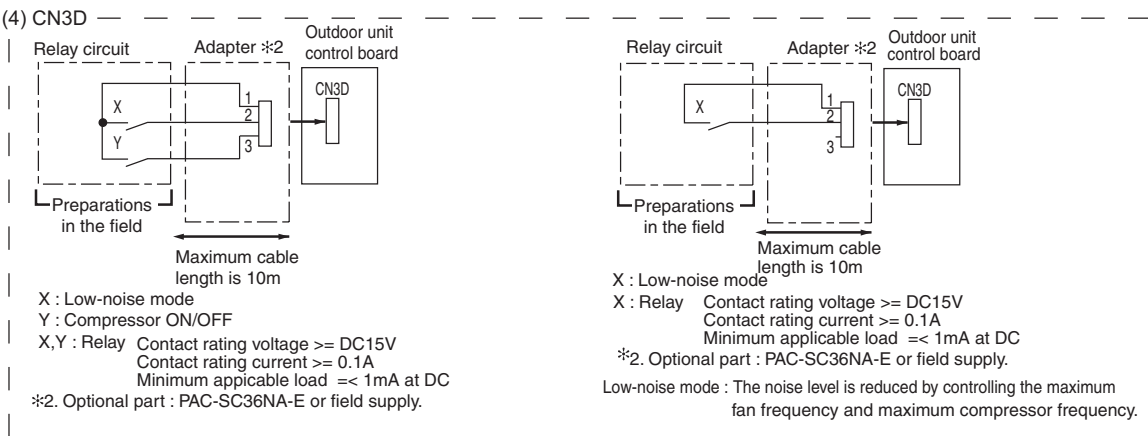 (4) CN3D
Relay circuit
Adapter ✻2
Outdoor unit
control board
X
Y
1
2
3
CN3D
Preparations
in the field
Maximum cable
length is 10m
X : Low-noise mode
Y : Compressor ON/OFF
X,Y : Relay Contact rating voltage >= DC15V
Contact rating current >= 0.1A
Minimum appicable load =< 1mA at DC
✻2. Optional part : PAC-SC36NA-E or field supply.
Relay circuit
Adapter ✻2
Outdoor unit
control board
X
1
2
3
CN3D
Preparations
in the field
Maximum cable
length is 10m
X : Low-noise mode
X : Relay Contact rating voltage >= DC15V
Contact rating current >= 0.1A
Minimum applicable load =< 1mA at DC
✻2. Optional part : PAC-SC36NA-E or field supply.
Low-noise mode : The noise level is reduced by controlling the maximum
fan frequency and maximum compressor frequency.